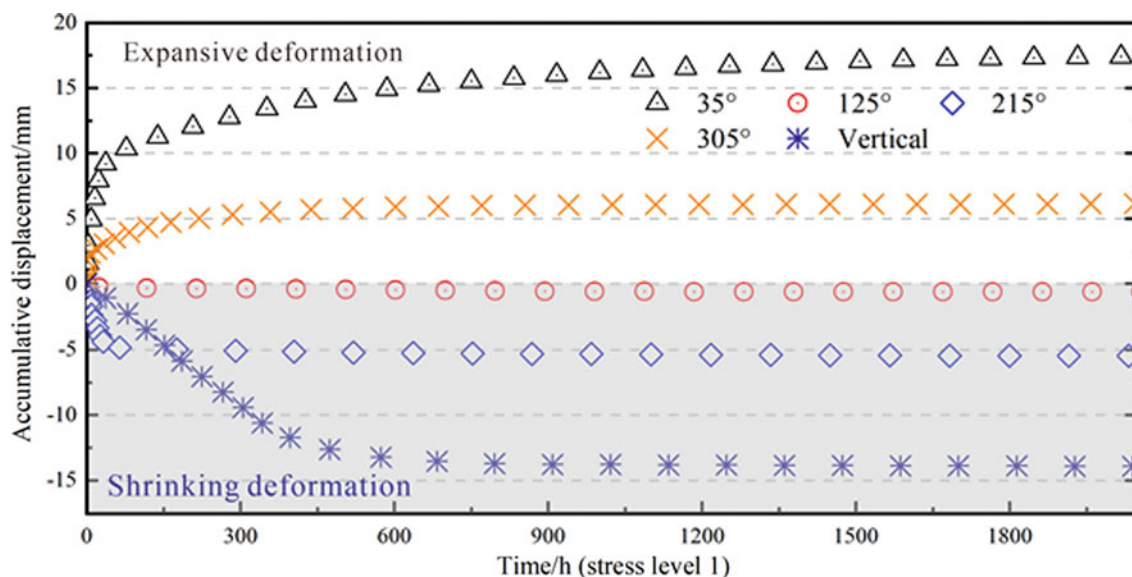 20
Expansive deformation
15
35° 125° 215°
305° Vertical
10
5
0
-5
-10
-15
Shrinking deformation
Accumulative displacement/mm
0 300 600 900 1200 1500 1800
Time/h (stress level 1)